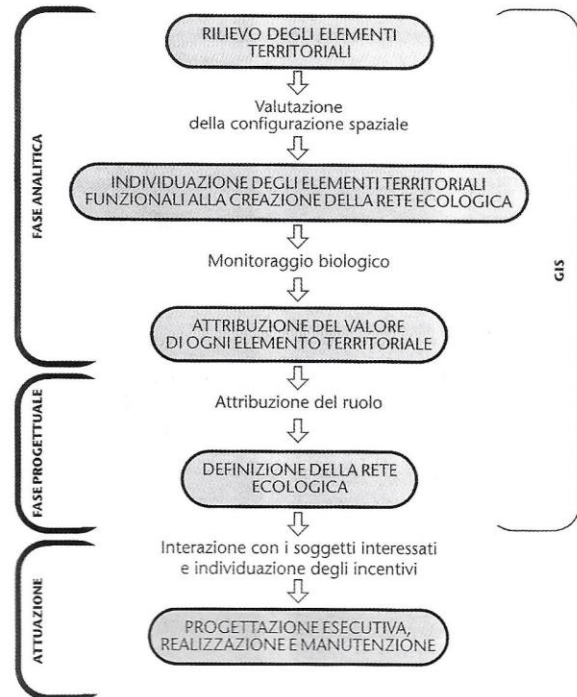 RILIEVO DEGLI ELEMENTI
TERRITORIALI
Valutazione
della configurazione spaziale
INDIVIDUAZIONE DEGLI ELEMENTI TERRITORIALI
FUNZIONALI ALLA CREAZIONE DELLA RETE ECOLOGICA
Monitoraggio biologico
ATTRIBUZIONE DEL VALORE
DI OGNI ELEMENTO TERRITORIALE
Attribuzione del ruolo
DEFINIZIONE DELLA RETE
ECOLOGICA
Interazione con i soggetti interessati
e individuazione degli incentivi
PROGETTAZIONE ESECUTIVA,
REALIZZAZIONE E MANUTENZIONE
FASE ANALITICA
FASE PROGETTUALE
ATTUAZIONE
GIS